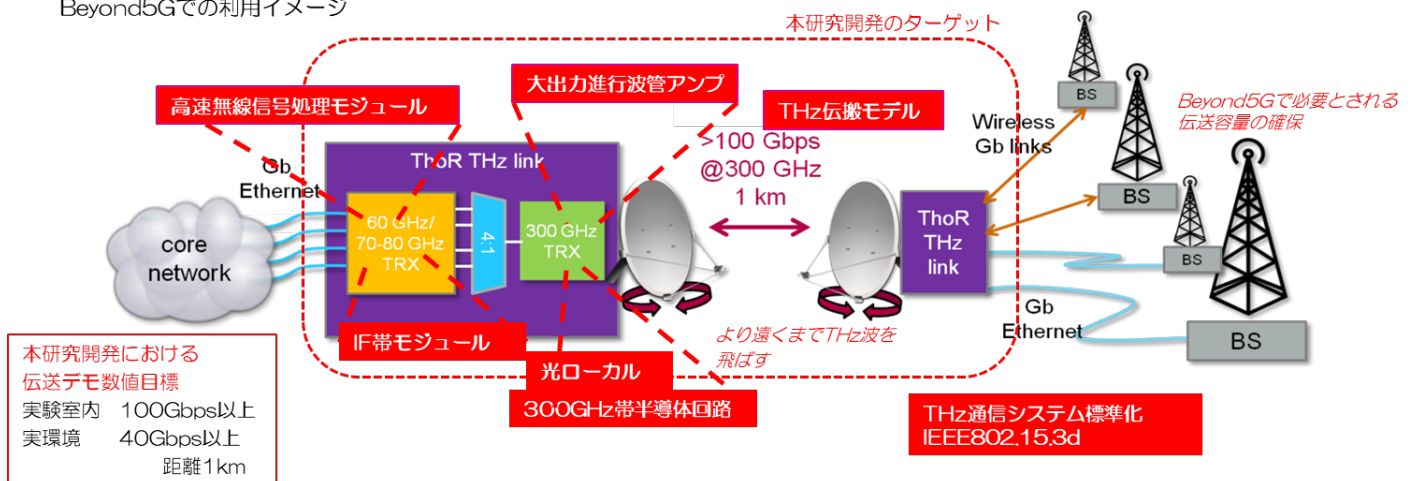 Beyond5Gでの利用イメージ
本研究開発のターゲット
大出力進行波管アンプ
高速無線信号処理モジュール
THz伝搬モデル
BS
Beyond5Gで必要とされる
伝送容量の確保
Wireless
Gb links
>100 Gbps
@300 GHz
1 km
ThoR THz link
Gb
Ethernet
60 GHz/
70-80 GHz
TRX
4:1
300 GHz
TRX
core
network
ThoR
THz
link
BS
BS
Gb
Ethernet
BS
より遠くまでTHz波を
飛ばす
IF帯モジュール
光ローカル
300GHz帯半導体回路
THz通信システム標準化
IEEE802.15.3d
本研究開発における
伝送デモ数値目標
実験室内 100Gbps以上
実環境 40Gbps以上
距離1km